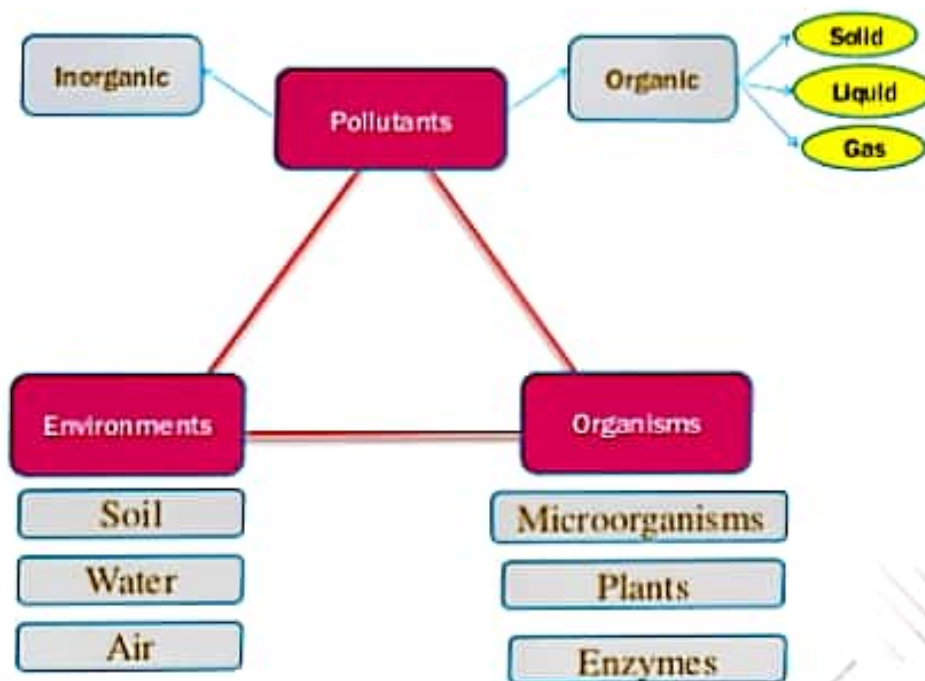 Solid
Inorganic
Organic
Pollutants
Liquid
Gas
Environments
Organisms
Soil
Microorganisms
Water
Plants
Air
Enzymes